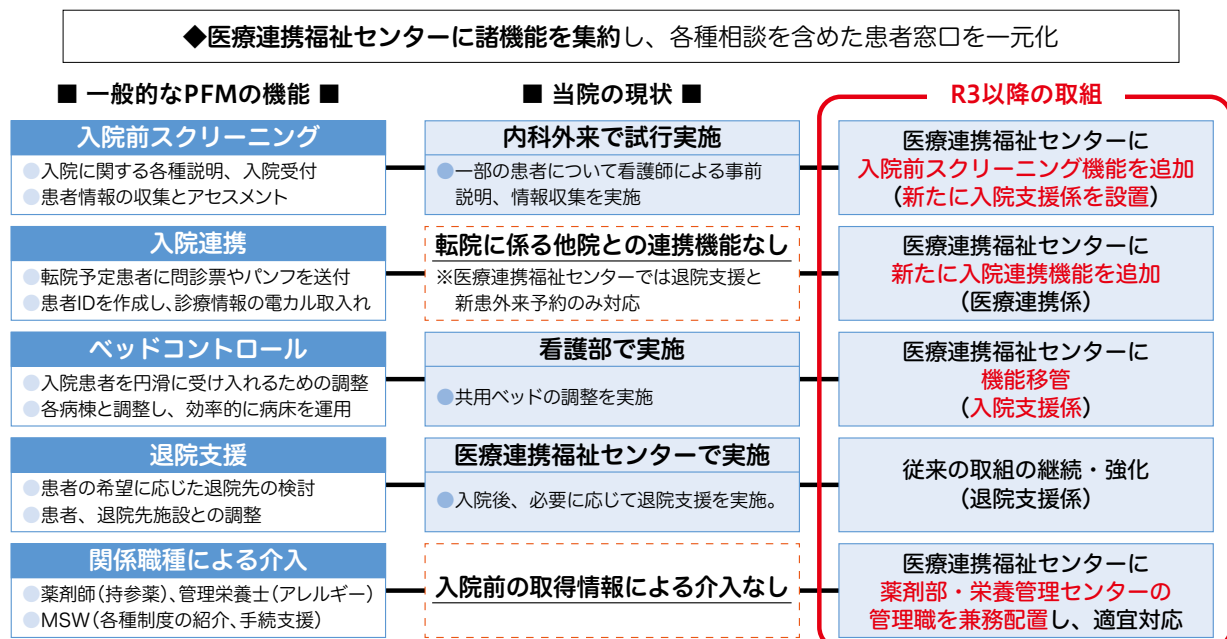 ◆医療連携福祉センターに諸機能を集約し、各種相談を含めた患者窓口を一元化
■ 一般的なPFMの機能 ■
■ 当院の現状 ■
R3以降の取組
入院前スクリーニング
●入院に関する各種説明、入院受付
●患者情報の収集とアセスメント
内科外来で試行実施
●一部の患者について看護師による事前
説明、情報収集を実施
医療連携福祉センターに
入院前スクリーニング機能を追加
(新たに入院支援係を設置)
入院連携
●転院予定患者に問診票やパンフを送付
●患者IDを作成し、診療情報の電カル取入れ
転院に係る他院との連携機能なし
※医療連携福祉センターでは退院支援と
新患外来予約のみ対応
医療連携福祉センターに
新たに入院連携機能を追加
(医療連携係)
ベッドコントロール
●入院患者を円滑に受け入れるための調整
●各病棟と調整し、効率的に病床を運用
看護部で実施
●共用ベッドの調整を実施
医療連携福祉センターに
機能移管
(入院支援係)
退院支援
●患者の希望に応じた退院先の検討
●患者、退院先施設との調整
医療連携福祉センターで実施
●入院後、必要に応じて退院支援を実施。
従来の取組の継続・強化
(退院支援係)
関係職種による介入
●薬剤師(持参薬)、管理栄養士(アレルギー)
●MSW(各種制度の紹介、手続支援)
入院前の取得情報による介入なし
医療連携福祉センターに
薬剤部・栄養管理センターの
管理職を兼務配置し、適宜対応